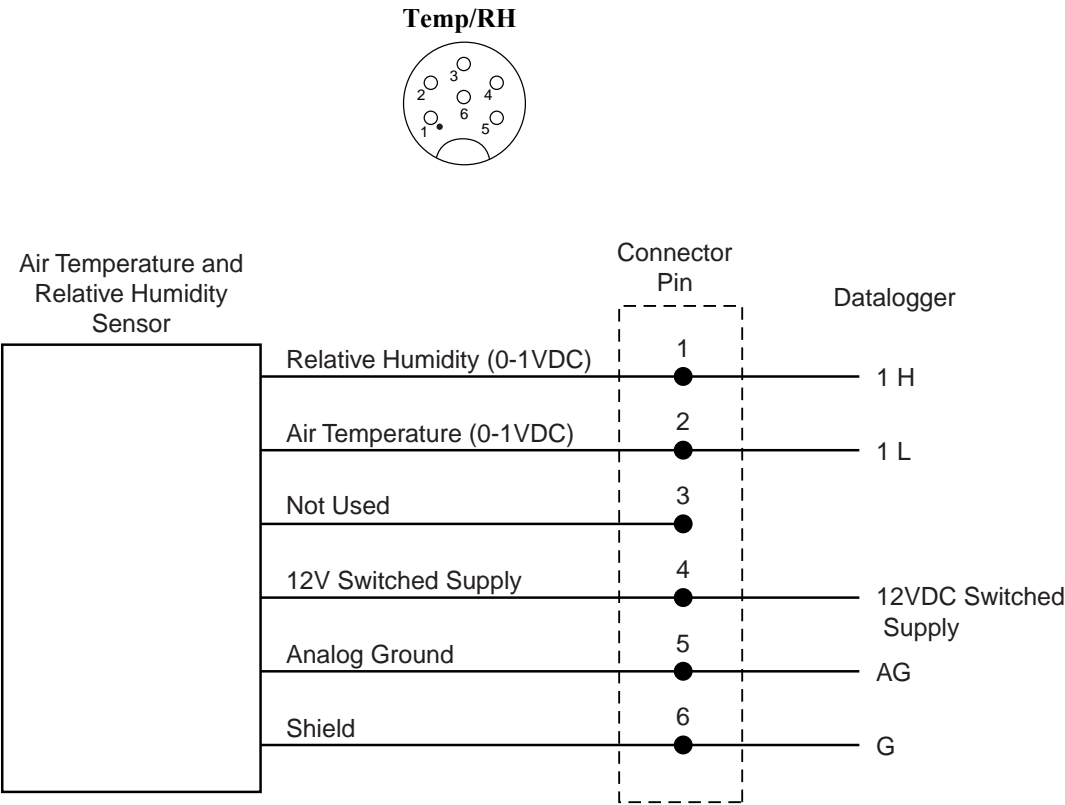 Temp/RH
3
2
4
6
1
5
Connector
Pin
Air Temperature and
Relative Humidity
Sensor
Datalogger
Relative Humidity (0-1VDC)
1
1 H
Air Temperature (0-1VDC)
2
1 L
Not Used
3
12V Switched Supply
4
12VDC Switched
Supply
Analog Ground
5
AG
Shield
6
G